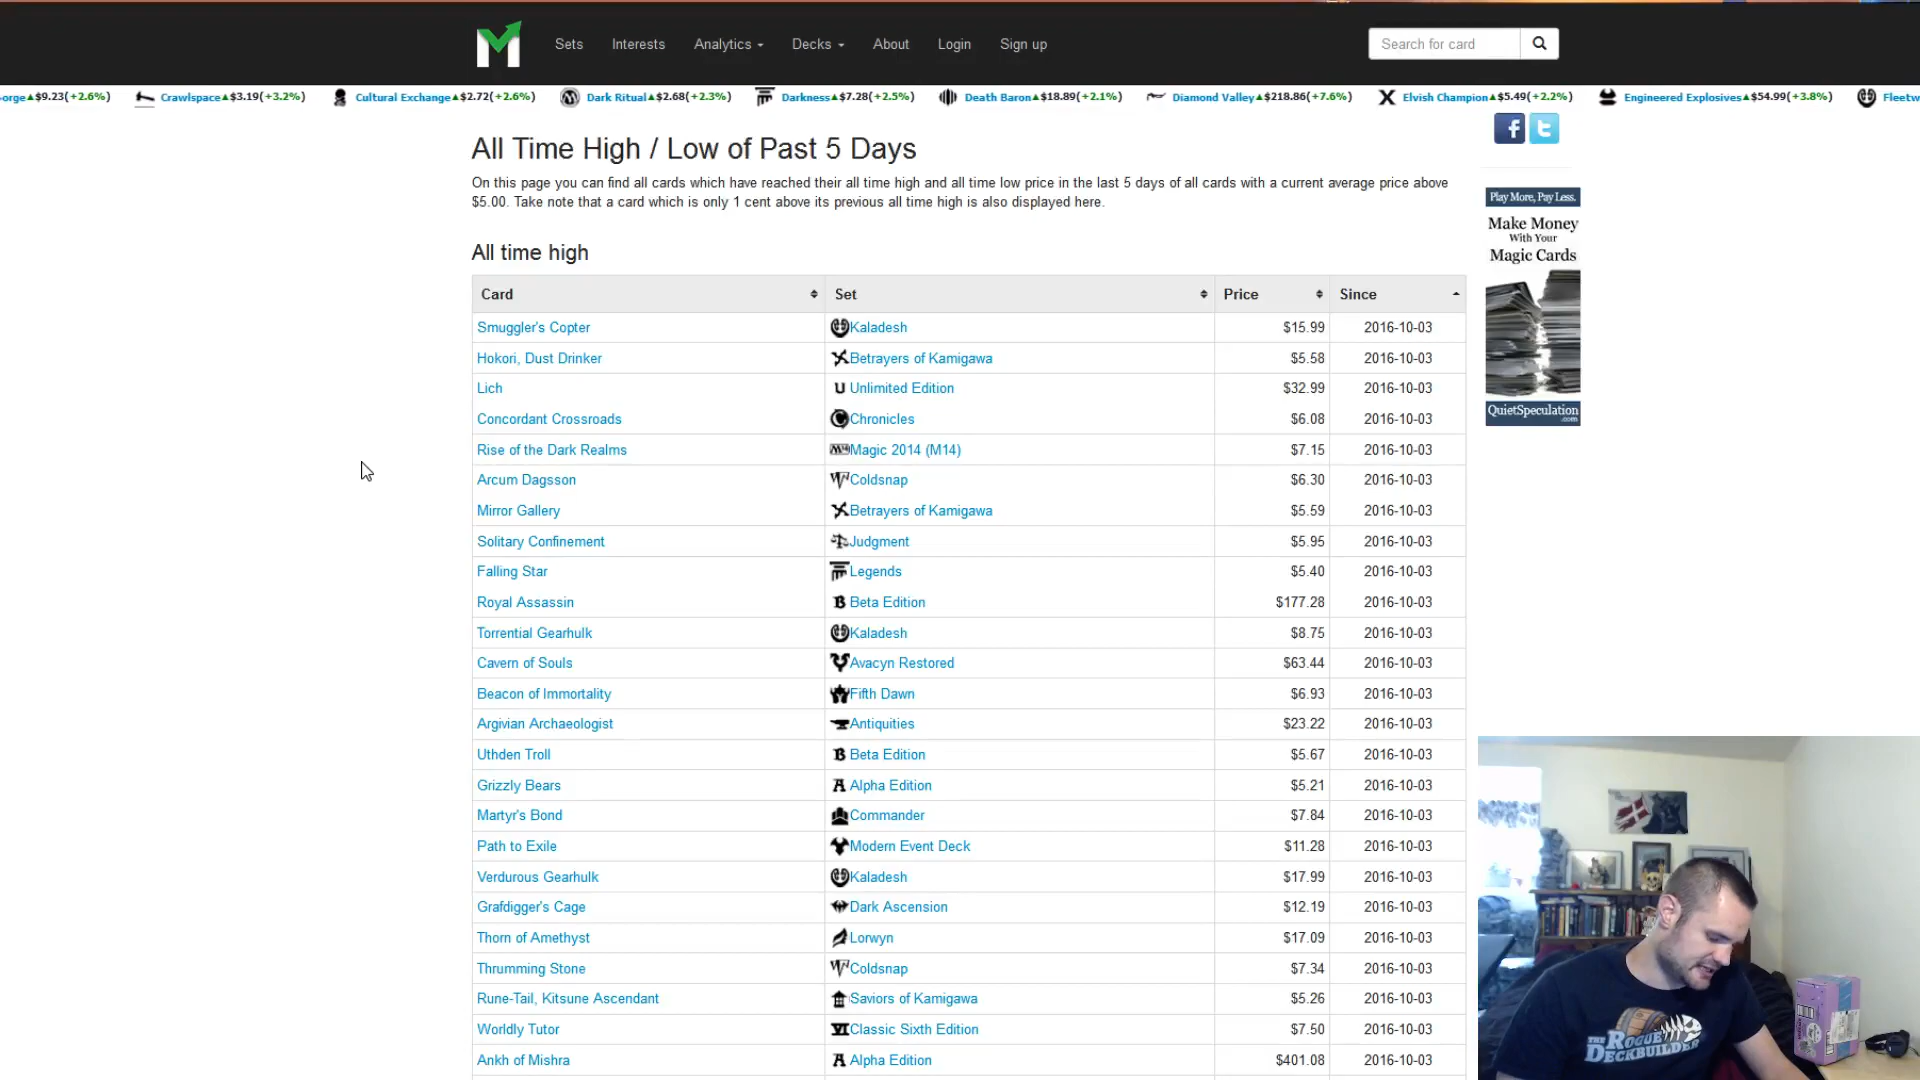 Sets Interests Analytics Decks About Login Sign up Search for card
orge▲$9.23(+2.6%) Crawlspace▲$3.19(+3.2%) Cultural Exchange▲$2.72(+2.6%) Dark Ritual▲$2.68(+2.3%) Darkness▲$7.28(+2.5%) Death Baron▲$18.89(+2.1%) Diamond Valley▲$218.86(+7.6%) Elvish Champion▲$5.49(+2.2%) Engineered Explosives▲$54.99(+3.8%) Fleetw
All Time High / Low of Past 5 Days
On this page you can find all cards which have reached their all time high and all time low price in the last 5 days of all cards with a current average price above
$5.00. Take note that a card which is only 1 cent above its previous all time high is also displayed here.
All time high
Card Set Price Since
Smuggler's Copter Kaladesh $15.99 2016-10-03
Hokori, Dust Drinker Betrayers of Kamigawa $5.58 2016-10-03
Lich Unlimited Edition $32.99 2016-10-03
Concordant Crossroads Chronicles $6.08 2016-10-03
Rise of the Dark Realms Magic 2014 (M14) $7.15 2016-10-03
Arcum Dagsson Coldsnap $6.30 2016-10-03
Mirror Gallery Betrayers of Kamigawa $5.59 2016-10-03
Solitary Confinement Judgment $5.95 2016-10-03
Falling Star Legends $5.40 2016-10-03
Royal Assassin Beta Edition $177.28 2016-10-03
Torrential Gearhulk Kaladesh $8.75 2016-10-03
Cavern of Souls Avacyn Restored $63.44 2016-10-03
Beacon of Immortality Fifth Dawn $6.93 2016-10-03
Argivian Archaeologist Antiquities $23.22 2016-10-03
Uthden Troll Beta Edition $5.67 2016-10-03
Grizzly Bears Alpha Edition $5.21 2016-10-03
Martyr's Bond Commander $7.84 2016-10-03
Path to Exile Modern Event Deck $11.28 2016-10-03
Verdurous Gearhulk Kaladesh $17.99 2016-10-03
Grafdigger's Cage Dark Ascension $12.19 2016-10-03
Thorn of Amethyst Lorwyn $17.09 2016-10-03
Thrumming Stone Coldsnap $7.34 2016-10-03
Rune-Tail, Kitsune Ascendant Saviors of Kamigawa $5.26 2016-10-03
Worldly Tutor Classic Sixth Edition $7.50 2016-10-03
Ankh of Mishra Alpha Edition $401.08 2016-10-03
Play More, Pay Less.
Make Money
With Your
Magic Cards
QuietSpeculation
.com
THE ROGUE
DECKBUILDER